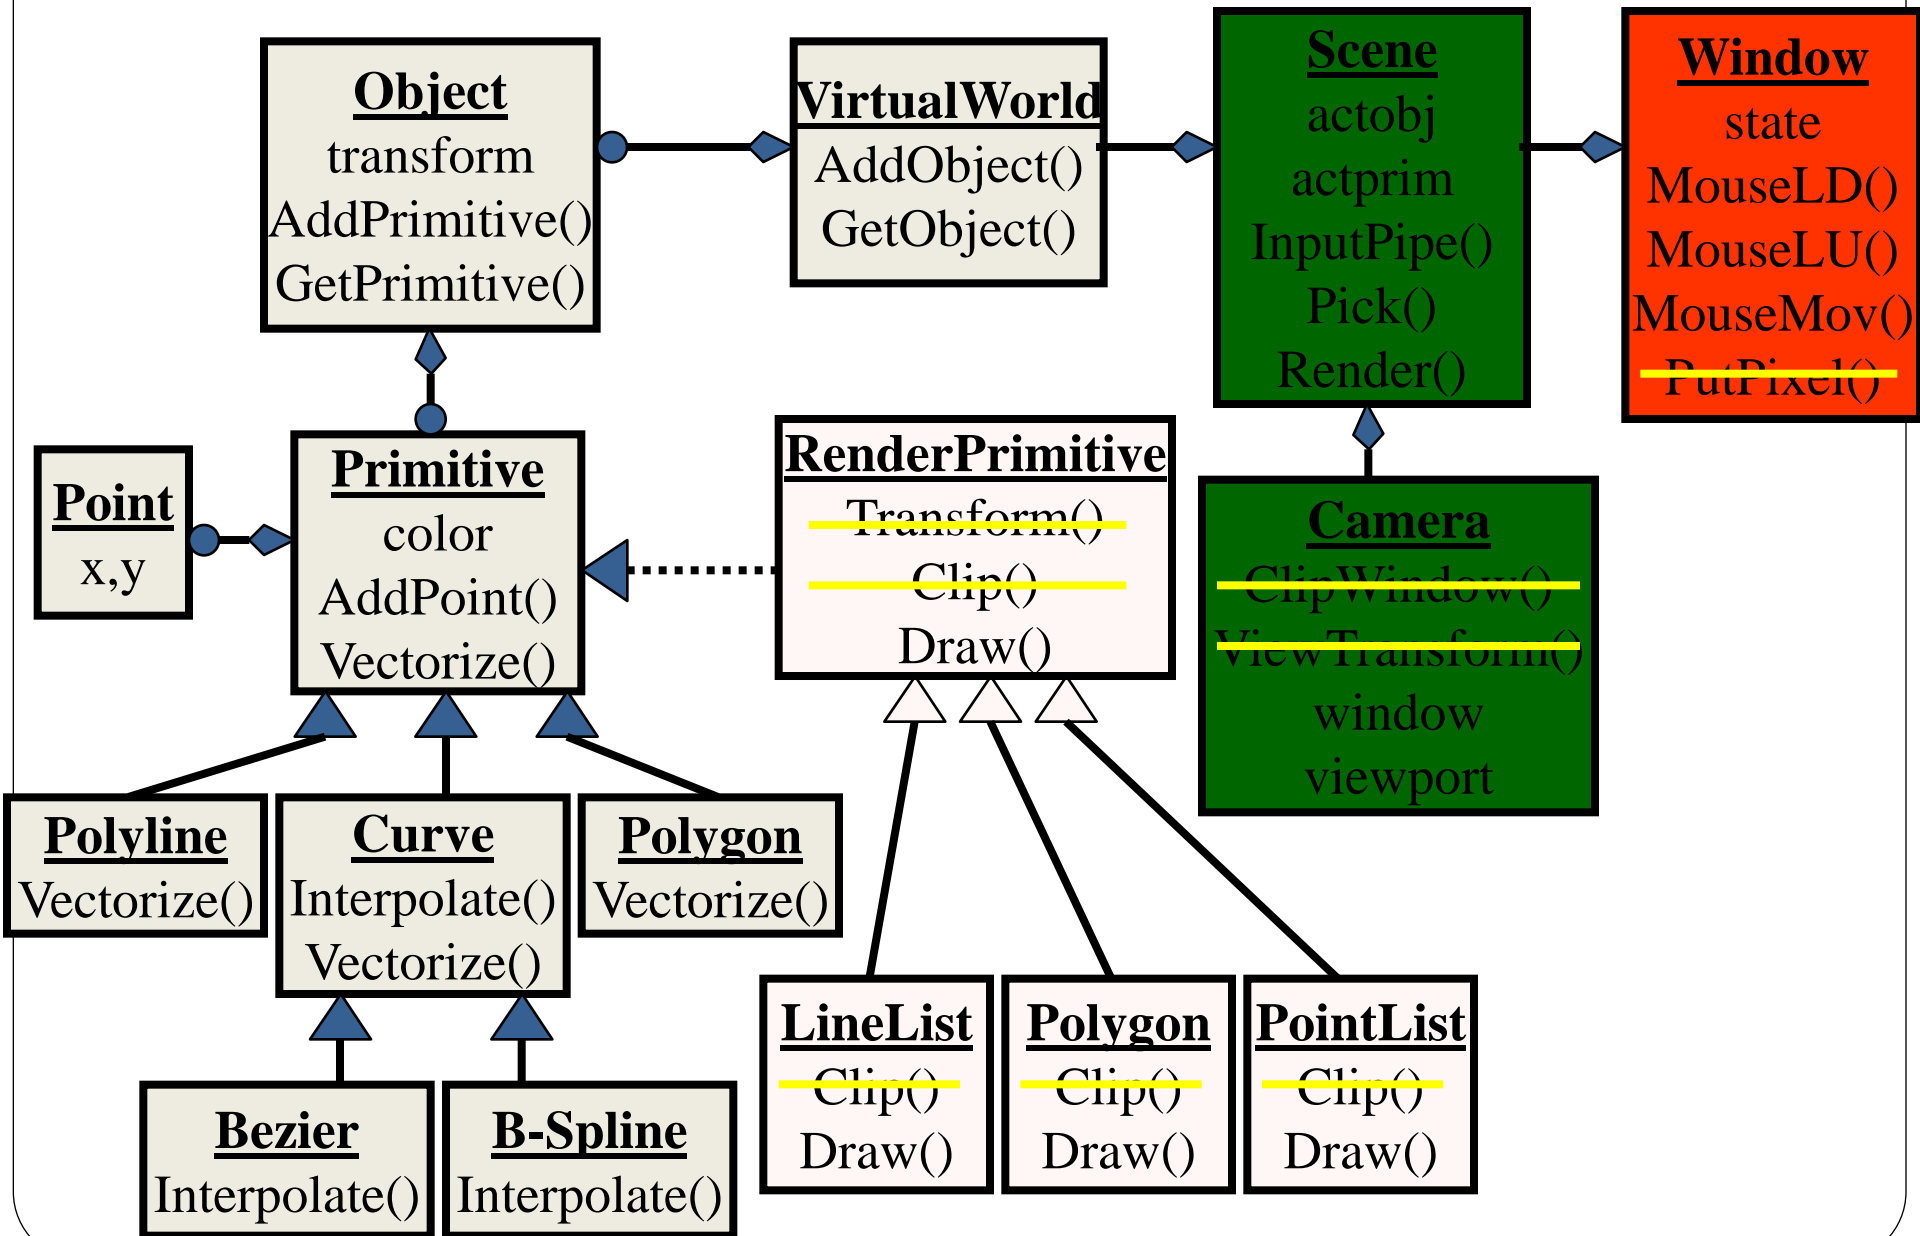 Object
transform
AddPrimitive()
GetPrimitive()
VirtualWorld
AddObject()
GetObject()
Scene
actobj
actprim
InputPipe()
Pick()
Render()
Window
state
MouseLD()
MouseLU()
MouseMov()
PutPixel()
Point
x,y
Primitive
color
AddPoint()
Vectorize()
RenderPrimitive
Transform()
Clip()
Draw()
Camera
ClipWindow()
ViewTransform()
window
viewport
Polyline
Vectorize()
Curve
Interpolate()
Vectorize()
Polygon
Vectorize()
Bezier
Interpolate()
B-Spline
Interpolate()
LineList
Clip()
Draw()
Polygon
Clip()
Draw()
PointList
Clip()
Draw()